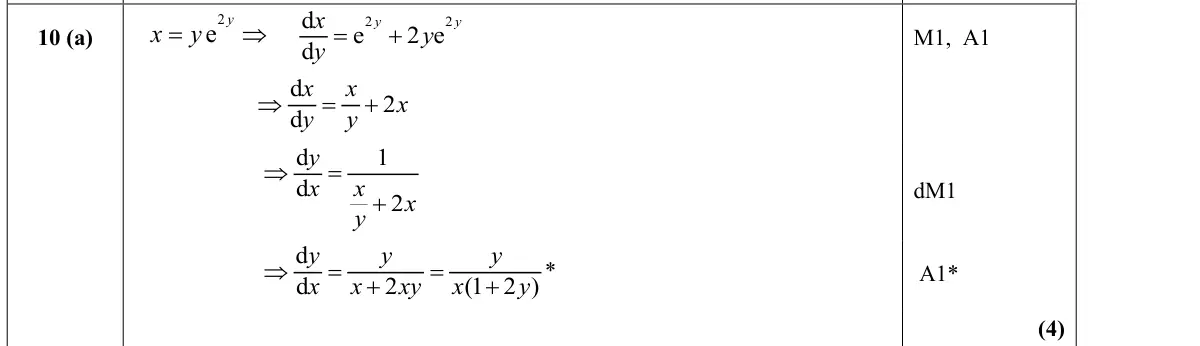 10 (a) x = ye^{2y} ⇒ dx/dy = e^{2y} + 2ye^{2y} M1, A1
⇒ dx/dy = x/y + 2x
⇒ dy/dx = 1/(x/y + 2x) dM1
⇒ dy/dx = y/(x + 2xy) = y/(x(1 + 2y)) * A1*
(4)